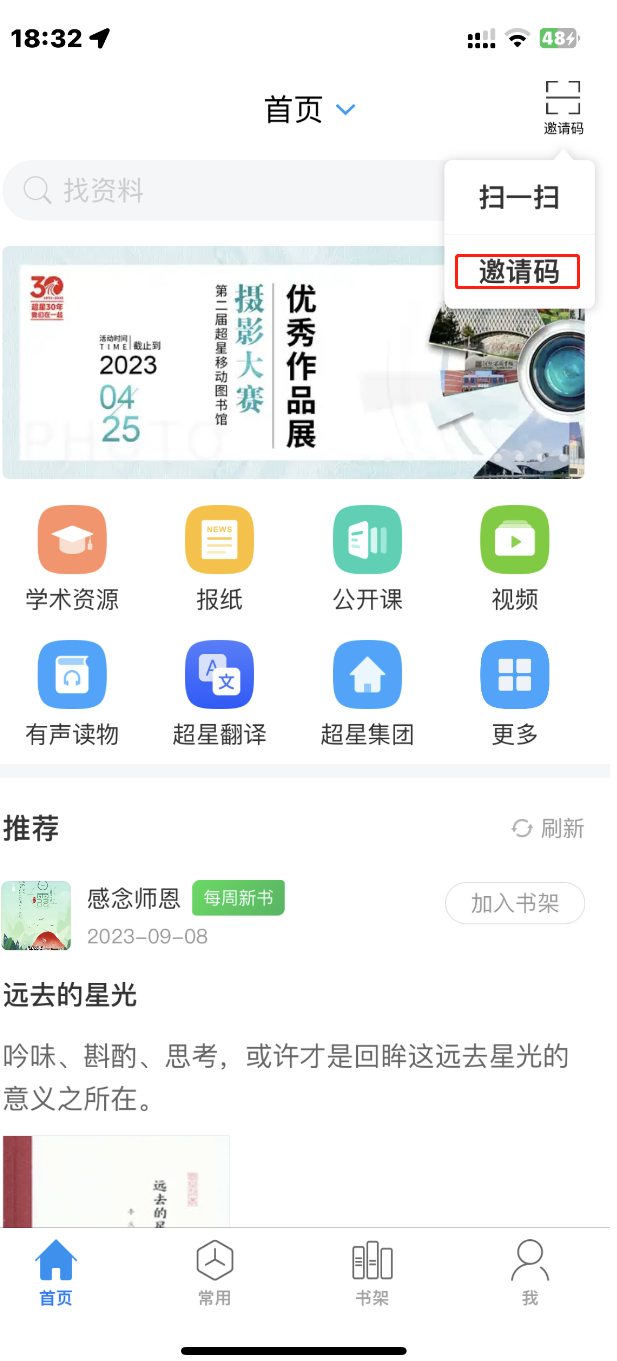 18:32
48
首页
邀请码
找资料
扫一扫
邀请码
30
超星30年
我们在一起
活动时间
TIME
截止到
2023
04
25
第二届超星移动图书馆
摄影大赛
优秀作品展
PHOTO
NEWS
学术资源
报纸
公开课
视频
A
文
有声读物
超星翻译
超星集团
更多
推荐
刷新
感念师恩
每周新书
加入书架
2023-09-08
远去的星光
吟味、斟酌、思考，或许才是回眸这远去星光的
意义之所在。
远去的星
首页
常用
书架
我